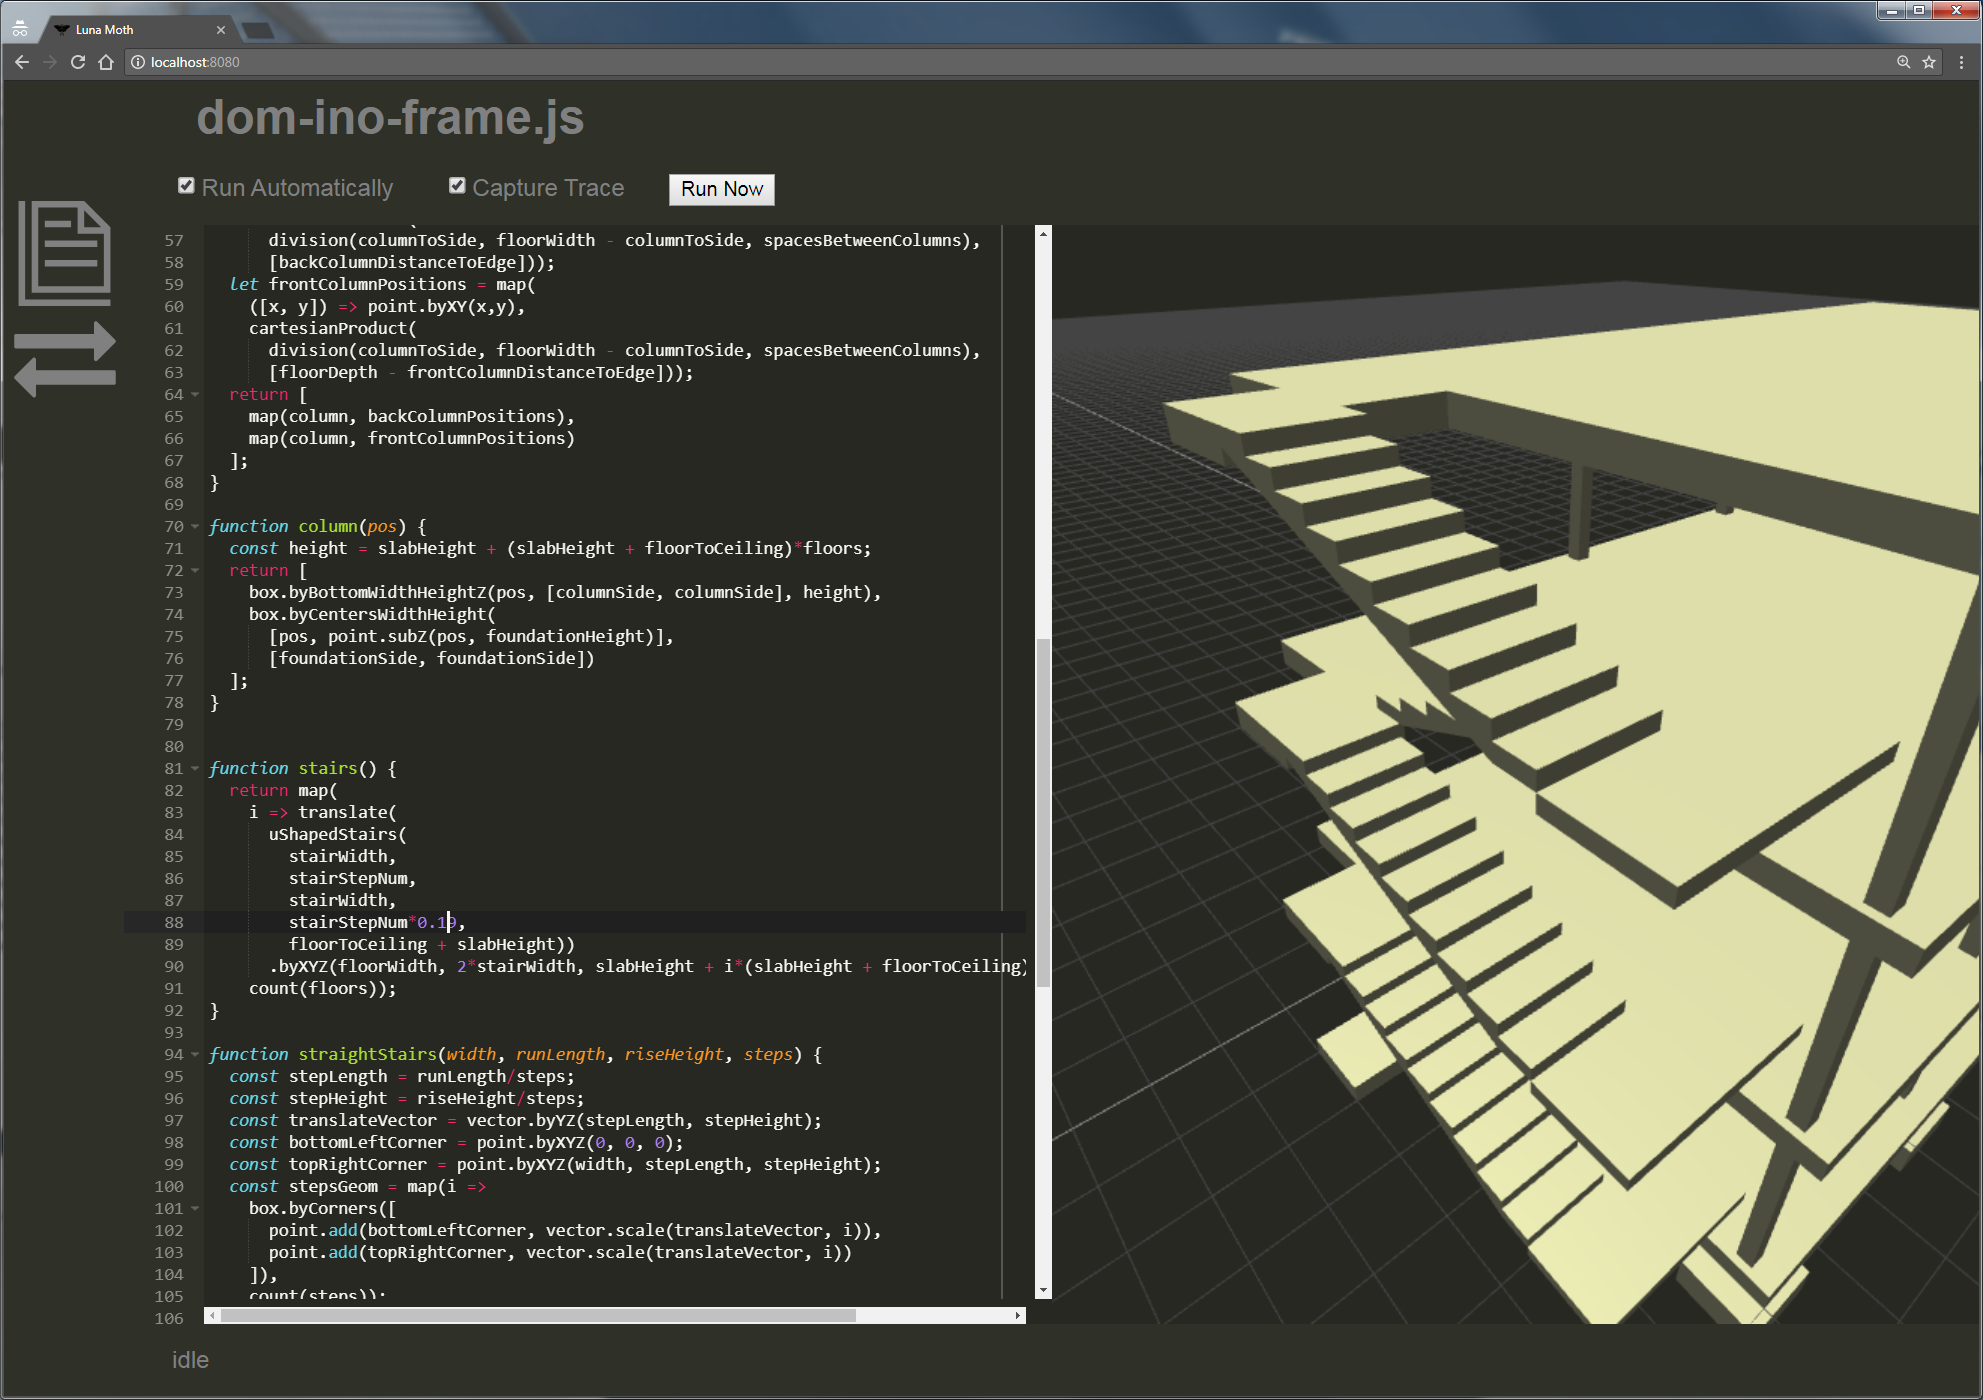 Luna Moth
localhost:8080
dom-ino-frame.js
Run Automatically
Capture Trace
Run Now
57 division(columnToSide, floorWidth - columnToSide, spacesBetweenColumns),
58 [backColumnDistanceToEdge]));
59 let frontColumnPositions = map(
60 ([x, y]) => point.byXY(x,y),
61 cartesianProduct(
62 division(columnToSide, floorWidth - columnToSide, spacesBetweenColumns),
63 [floorDepth - frontColumnDistanceToEdge]));
64 return [
65 map(column, backColumnPositions),
66 map(column, frontColumnPositions)
67 ];
68 }
69
70 function column(pos) {
71 const height = slabHeight + (slabHeight + floorToCeiling)*floors;
72 return [
73 box.byBottomWidthHeightZ(pos, [columnSide, columnSide], height),
74 box.byCentersWidthHeight(
75 [pos, point.subZ(pos, foundationHeight)],
76 [foundationSide, foundationSide])
77 ];
78 }
79
80
81 function stairs() {
82 return map(
83 i => translate(
84 uShapedStairs(
85 stairWidth,
86 stairStepNum,
87 stairWidth,
88 stairStepNum*0.19,
89 floorToCeiling + slabHeight))
90 .byXYZ(floorWidth, 2*stairWidth, slabHeight + i*(slabHeight + floorToCeiling)
91 count(floors));
92 }
93
94 function straightStairs(width, runLength, riseHeight, steps) {
95 const stepLength = runLength/steps;
96 const stepHeight = riseHeight/steps;
97 const translateVector = vector.byYZ(stepLength, stepHeight);
98 const bottomLeftCorner = point.byXYZ(0, 0, 0);
99 const topRightCorner = point.byXYZ(width, stepLength, stepHeight);
100 const stepsGeom = map(i =>
101 box.byCorners([
102 point.add(bottomLeftCorner, vector.scale(translateVector, i)),
103 point.add(topRightCorner, vector.scale(translateVector, i))
104 ]),
105 count(steps));
106
idle